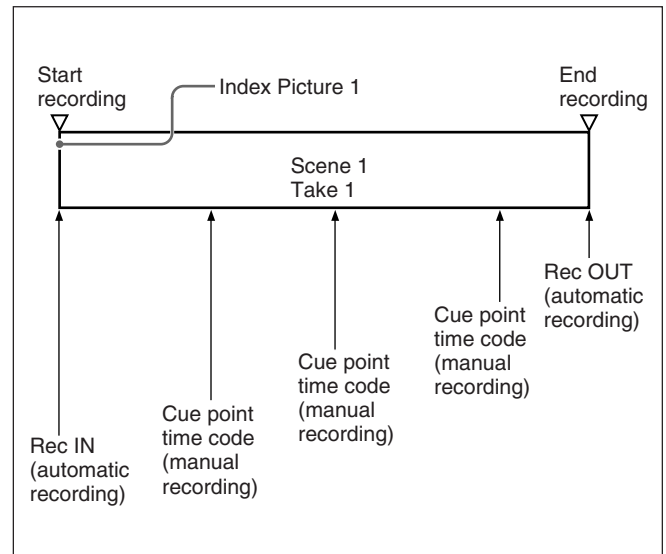 Start
recording
Index Picture 1
End
recording
Scene 1
Take 1
Rec IN
(automatic
recording)
Cue point
time code
(manual
recording)
Cue point
time code
(manual
recording)
Cue point
time code
(manual
recording)
Rec OUT
(automatic
recording)